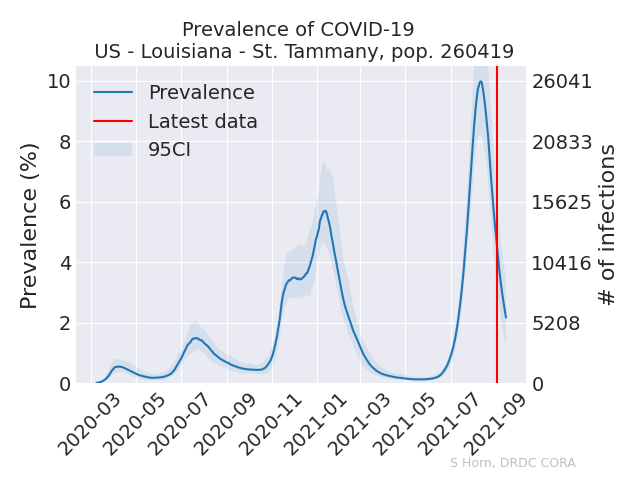 Prevalence of COVID-19
US - Louisiana - St. Tammany, pop. 260419
Prevalence
Latest data
95CI
Prevalence (%)
10
8
6
4
2
0
26041
20833
15625
10416
5208
0
# of infections
2020-03
2020-05
2020-07
2020-09
2020-11
2021-01
2021-03
2021-05
2021-07
2021-09
S Horn, DRDC CORA